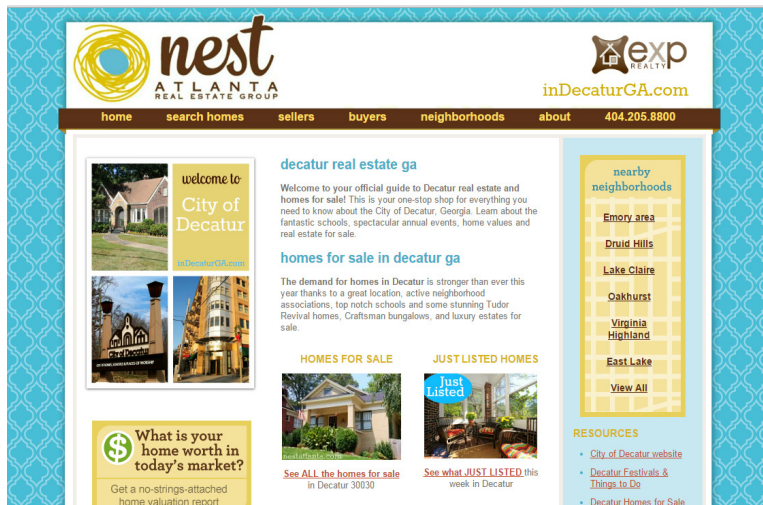 nest
ATLANTA
REAL ESTATE GROUP
exp
REALTY
inDecaturGA.com
home search homes sellers buyers neighborhoods about 404.205.8800
welcome to
City of
Decatur
inDecaturGA.com
City of Decatur
decatur real estate ga
Welcome to your official guide to Decatur real estate and
homes for sale! This is your one-stop shop for everything you
need to know about the City of Decatur, Georgia. Learn about the
fantastic schools, spectacular annual events, home values and
real estate for sale.
homes for sale in decatur ga
The demand for homes in Decatur is stronger than ever this
year thanks to a great location, active neighborhood
associations, top notch schools and some stunning Tudor
Revival homes, Craftsman bungalows, and luxury estates for
sale.
HOMES FOR SALE
nestatlanta.com
See ALL the homes for sale
in Decatur 30030
JUST LISTED HOMES
Just
Listed
See what JUST LISTED this
week in Decatur
$
What is your
home worth in
today's market?
Get a no-strings-attached
home valuation report
nearby
neighborhoods
Emory area
Druid Hills
Lake Claire
Oakhurst
Virginia
Highland
East Lake
View All
RESOURCES
City of Decatur website
Decatur Festivals &
Things to Do
Decatur Homes for Sale